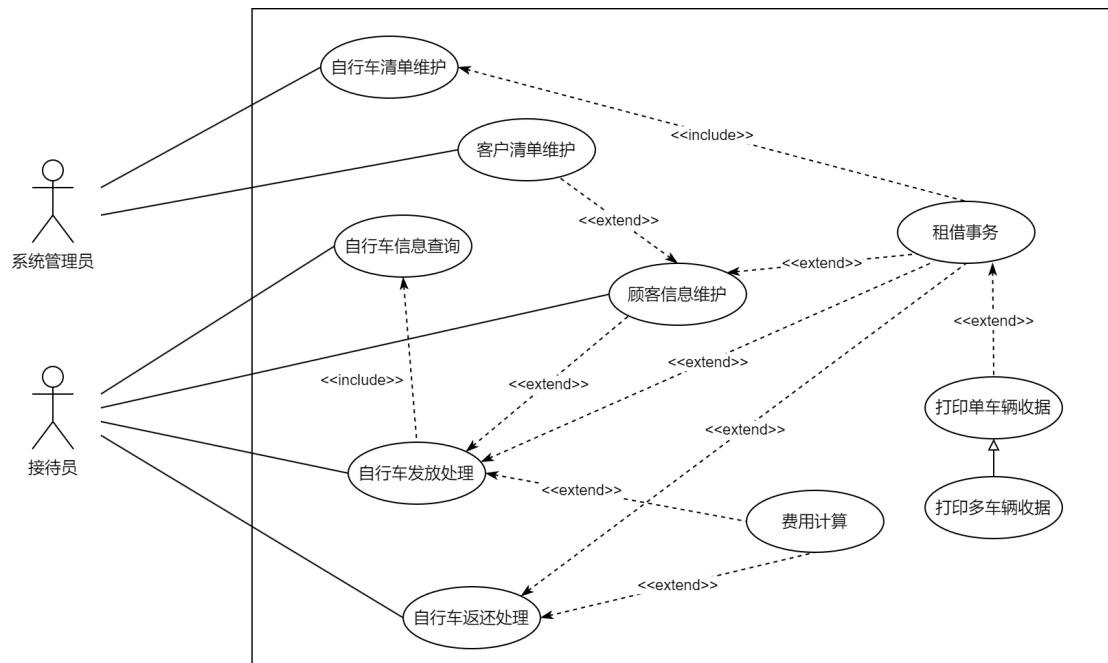 自行车清单维护
<<include>>
客户清单维护
<<extend>>
租借事务
系统管理员
自行车信息查询
<<extend>>
顾客信息维护
<<extend>>
<<extend>>
<<include>>
<<extend>>
打印单车辆收据
<<extend>>
接待员
自行车发放处理
<<extend>>
费用计算
打印多车辆收据
<<extend>>
自行车返还处理